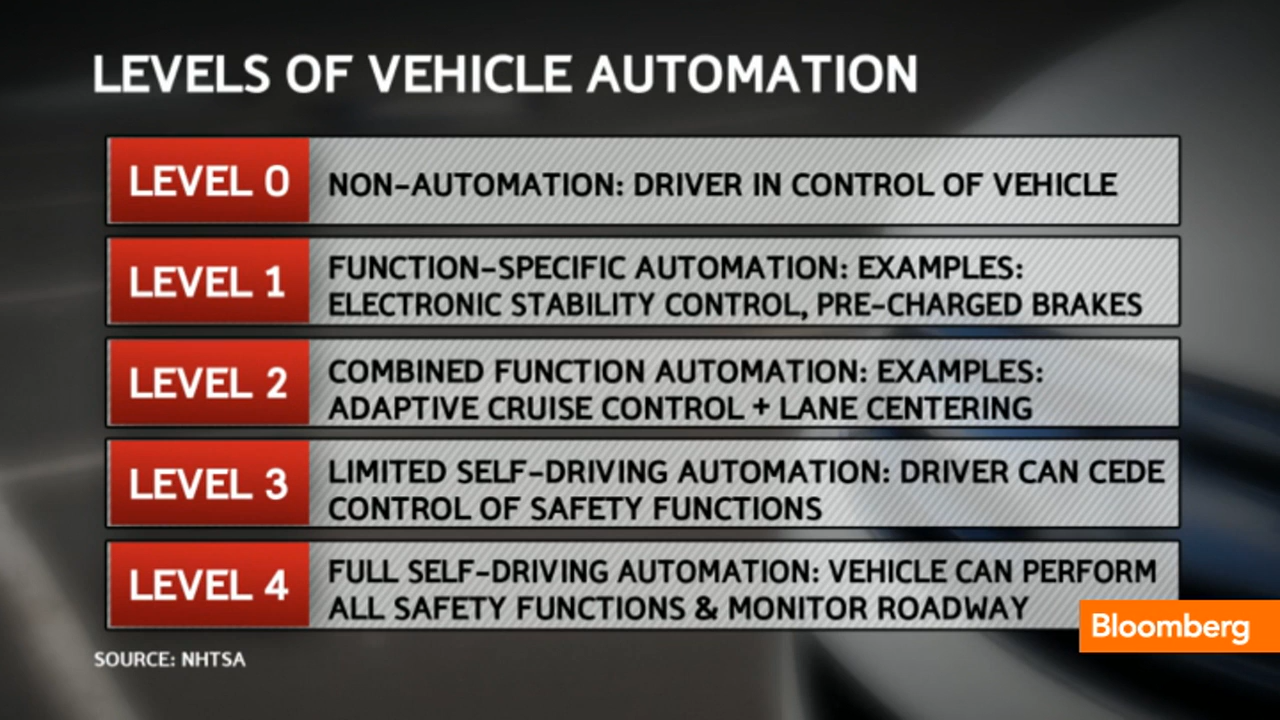 LEVELS OF VEHICLE AUTOMATION
LEVEL 0
NON-AUTOMATION: DRIVER IN CONTROL OF VEHICLE
LEVEL 1
FUNCTION-SPECIFIC AUTOMATION: EXAMPLES:
ELECTRONIC STABILITY CONTROL, PRE-CHARGED BRAKES
LEVEL 2
COMBINED FUNCTION AUTOMATION: EXAMPLES:
ADAPTIVE CRUISE CONTROL + LANE CENTERING
LEVEL 3
LIMITED SELF-DRIVING AUTOMATION: DRIVER CAN CEDE
CONTROL OF SAFETY FUNCTIONS
LEVEL 4
FULL SELF-DRIVING AUTOMATION: VEHICLE CAN PERFORM
ALL SAFETY FUNCTIONS & MONITOR ROADWAY
Bloomberg
SOURCE: NHTSA